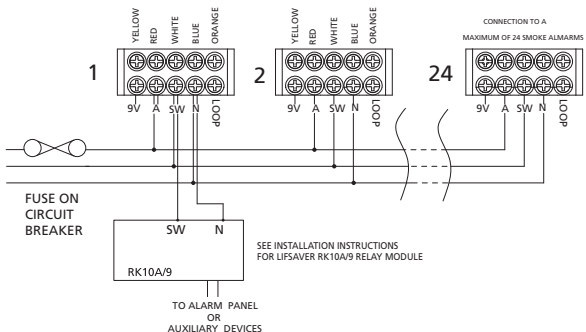 YELLOW RED WHITE BLUE ORANGE
YELLOW RED WHITE BLUE ORANGE
CONNECTION TO A
MAXIMUM OF 24 SMOKE ALMARMS
1
2
24
9V A SW N LOOP
9V A SW N LOOP
9V A SW N LOOP
FUSE ON
CIRCUIT
BREAKER
SW N
RK10A/9
SEE INSTALLATION INSTRUCTIONS
FOR LIFSAVER RK10A/9 RELAY MODULE
TO ALARM PANEL
OR
AUXILIARY DEVICES